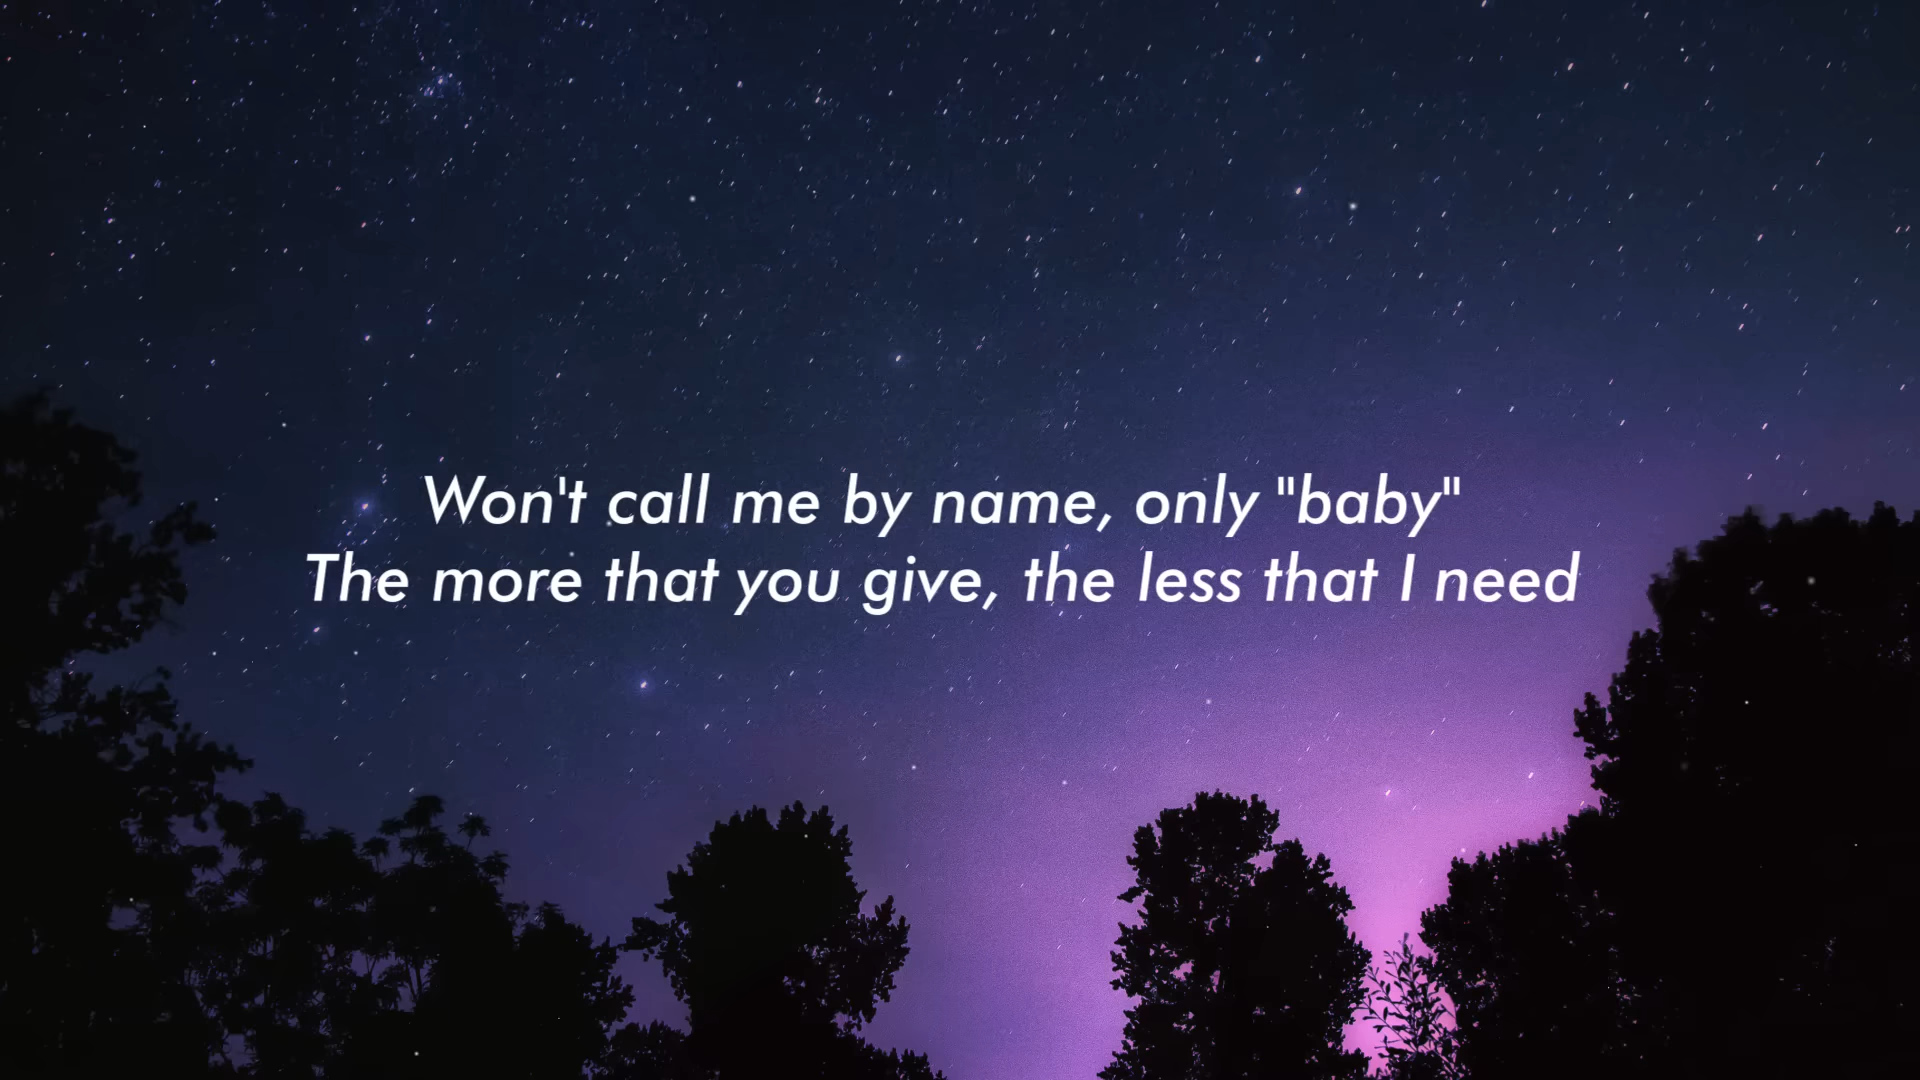 Won't call me by name, only "baby"
The more that you give, the less that I need